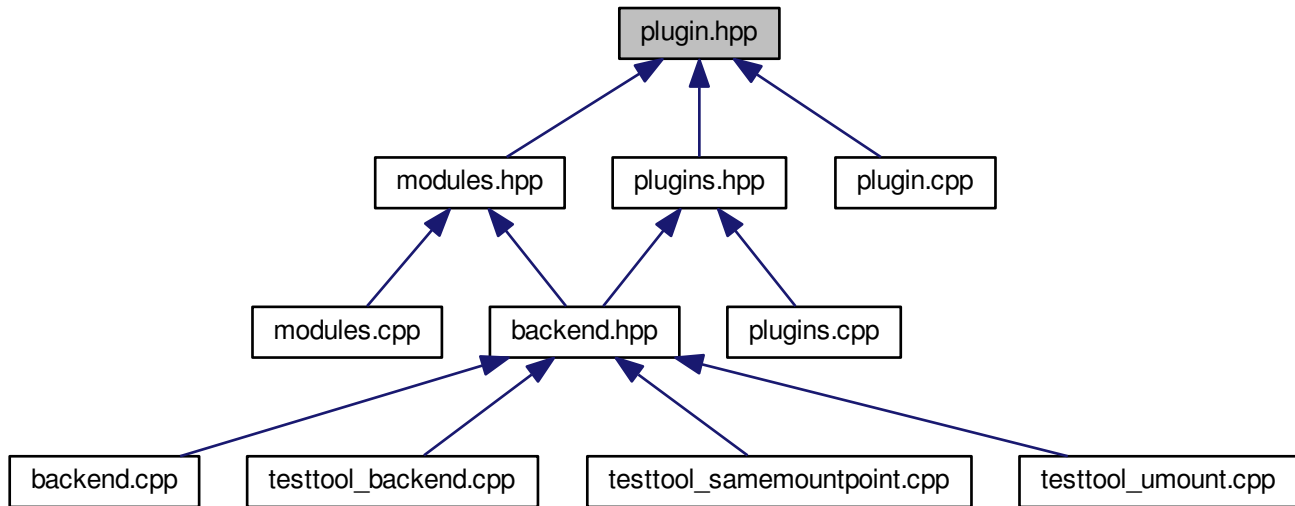 plugin.hpp
modules.hpp
plugins.hpp
plugin.cpp
modules.cpp
backend.hpp
plugins.cpp
backend.cpp
testtool_backend.cpp
testtool_samemountpoint.cpp
testtool_umount.cpp